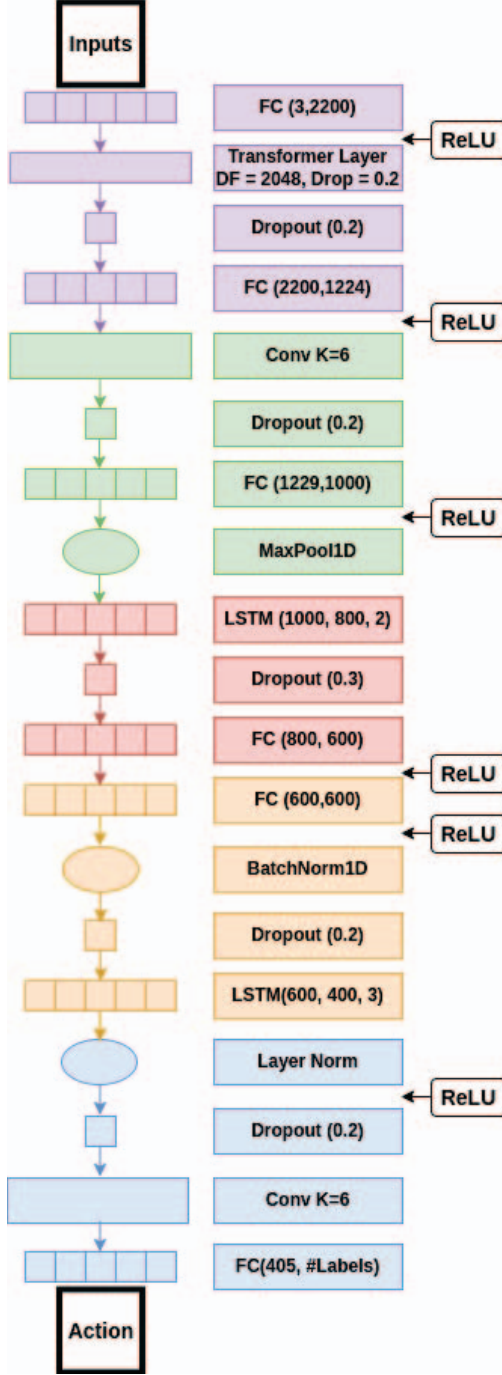 Inputs
FC (3,2200)
ReLU
Transformer Layer
DF = 2048, Drop = 0.2
Dropout (0.2)
FC (2200,1224)
ReLU
Conv K=6
Dropout (0.2)
FC (1229,1000)
ReLU
MaxPool1D
LSTM (1000, 800, 2)
Dropout (0.3)
FC (800, 600)
ReLU
FC (600,600)
ReLU
BatchNorm1D
Dropout (0.2)
LSTM(600, 400, 3)
Layer Norm
ReLU
Dropout (0.2)
Conv K=6
FC(405, #Labels)
Action